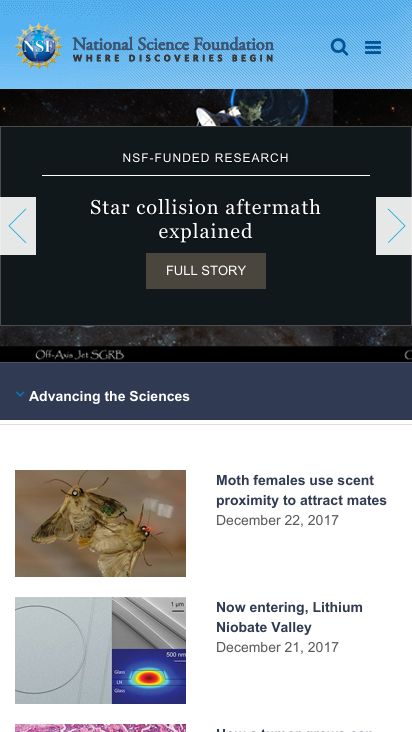 NSF
National Science Foundation
WHERE DISCOVERIES BEGIN
NSF-FUNDED RESEARCH
Star collision aftermath
explained
FULL STORY
Off-Axis Jet SGRB
Advancing the Sciences
Moth females use scent
proximity to attract mates
December 22, 2017
Now entering, Lithium
Niobate Valley
December 21, 2017
1 µm
500 nm
Glass
LN
Glass